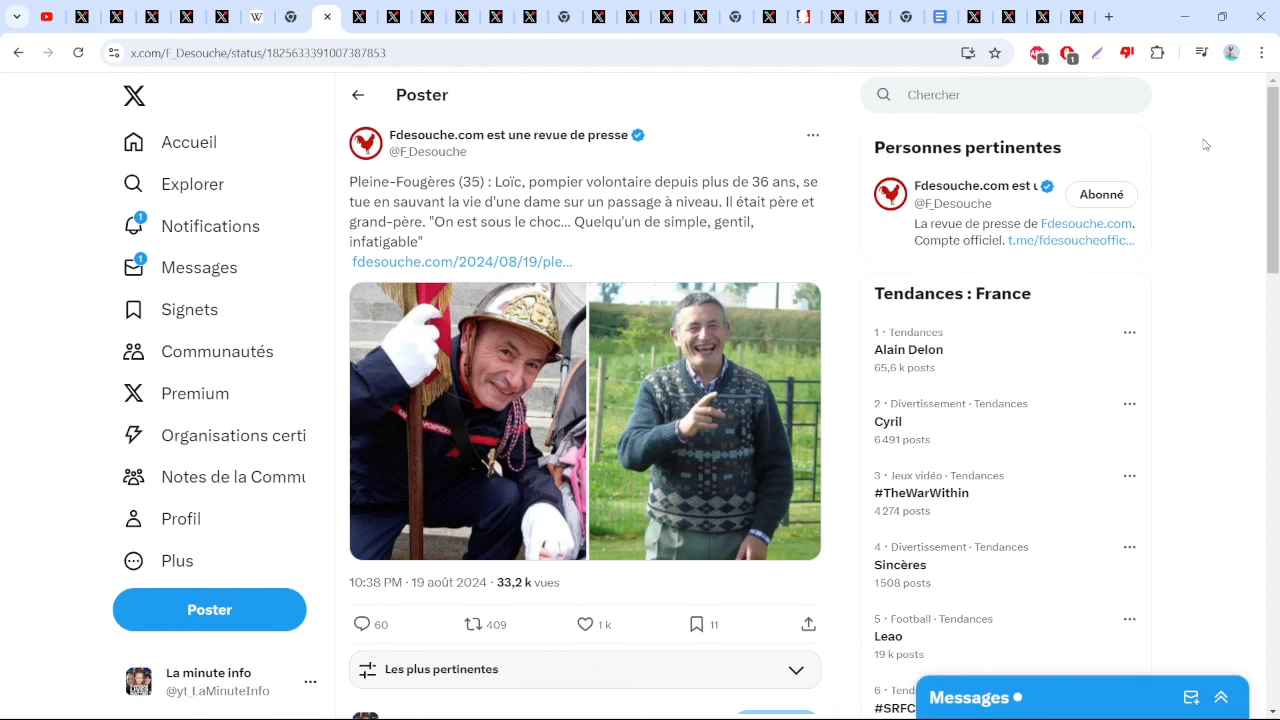 x.com/F_Desouche/status/1825633391007387853
Accueil
Explorer
1
Notifications
1
Messages
Signets
Communautés
Premium
Organisations certi
Notes de la Commu
Profil
Plus
Poster
La minute info
@yt_LaMinuteInfo
Poster
Fdesouche.com est une revue de presse
@F_Desouche
Pleine-Fougères (35) : Loïc, pompier volontaire depuis plus de 36 ans, se
tue en sauvant la vie d'une dame sur un passage à niveau. Il était père et
grand-père. "On est sous le choc... Quelqu'un de simple, gentil,
infatigable"
fdesouche.com/2024/08/19/ple...
10:38 PM · 19 août 2024 · 33,2 k vues
60 409 1 k 11
Les plus pertinentes
Chercher
Personnes pertinentes
Fdesouche.com est u
@F_Desouche
Abonné
La revue de presse de Fdesouche.com.
Compte officiel. t.me/fdesoucheoffic...
Tendances : France
1 · Tendances
Alain Delon
65,6 k posts
2 · Divertissement · Tendances
Cyril
6 491 posts
3 · Jeux vidéo · Tendances
#TheWarWithin
4 274 posts
4 · Divertissement · Tendances
Sincères
1 508 posts
5 · Football · Tendances
Leao
19 k posts
6 · Tend
#SRFC
Messages